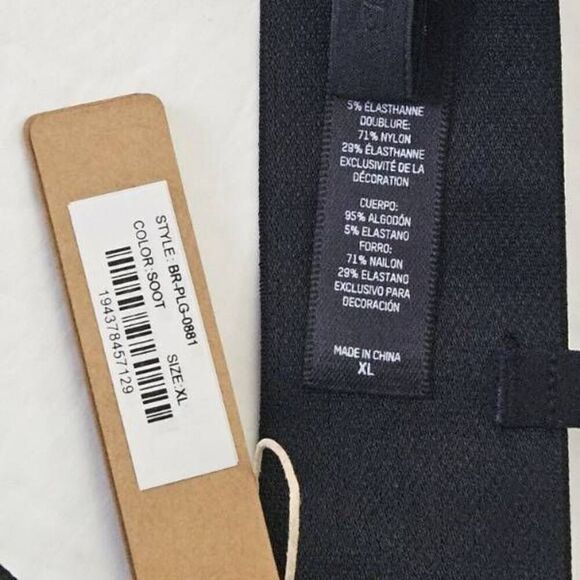 STYLE: BR-PLG-0881
COLOR:SOOT SIZE:XL
194378457129
5% ÉLASTHANNE
DOUBLURE:
71% NYLON
29% ÉLASTHANNE
EXCLUSIVITÉ DE LA
DÉCORATION
CUERPO:
95% ALGODÓN
5% ELASTANO
FORRO:
71% NAILON
29% ELASTANO
EXCLUSIVO PARA
DECORACIÓN
MADE IN CHINA
XL